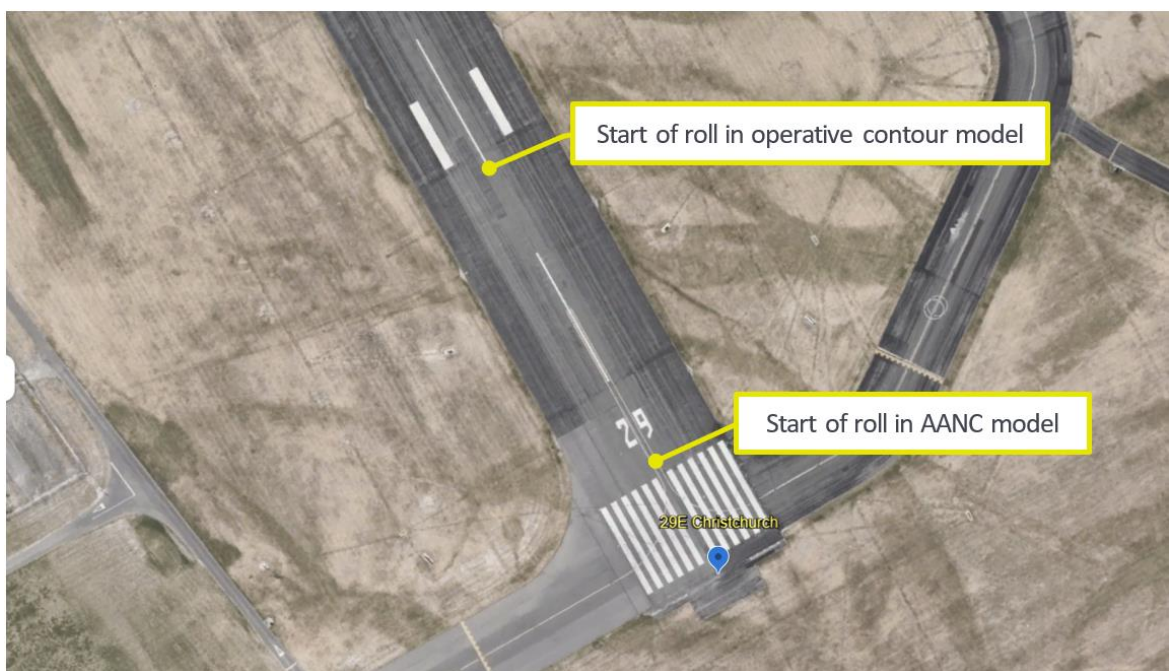 Start of roll in operative contour model
29
Start of roll in AANC model
29E Christchurch